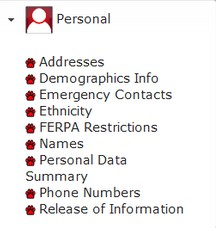 Personal
Addresses
Demographics Info
Emergency Contacts
Ethnicity
FERPA Restrictions
Names
Personal Data
Summary
Phone Numbers
Release of Information